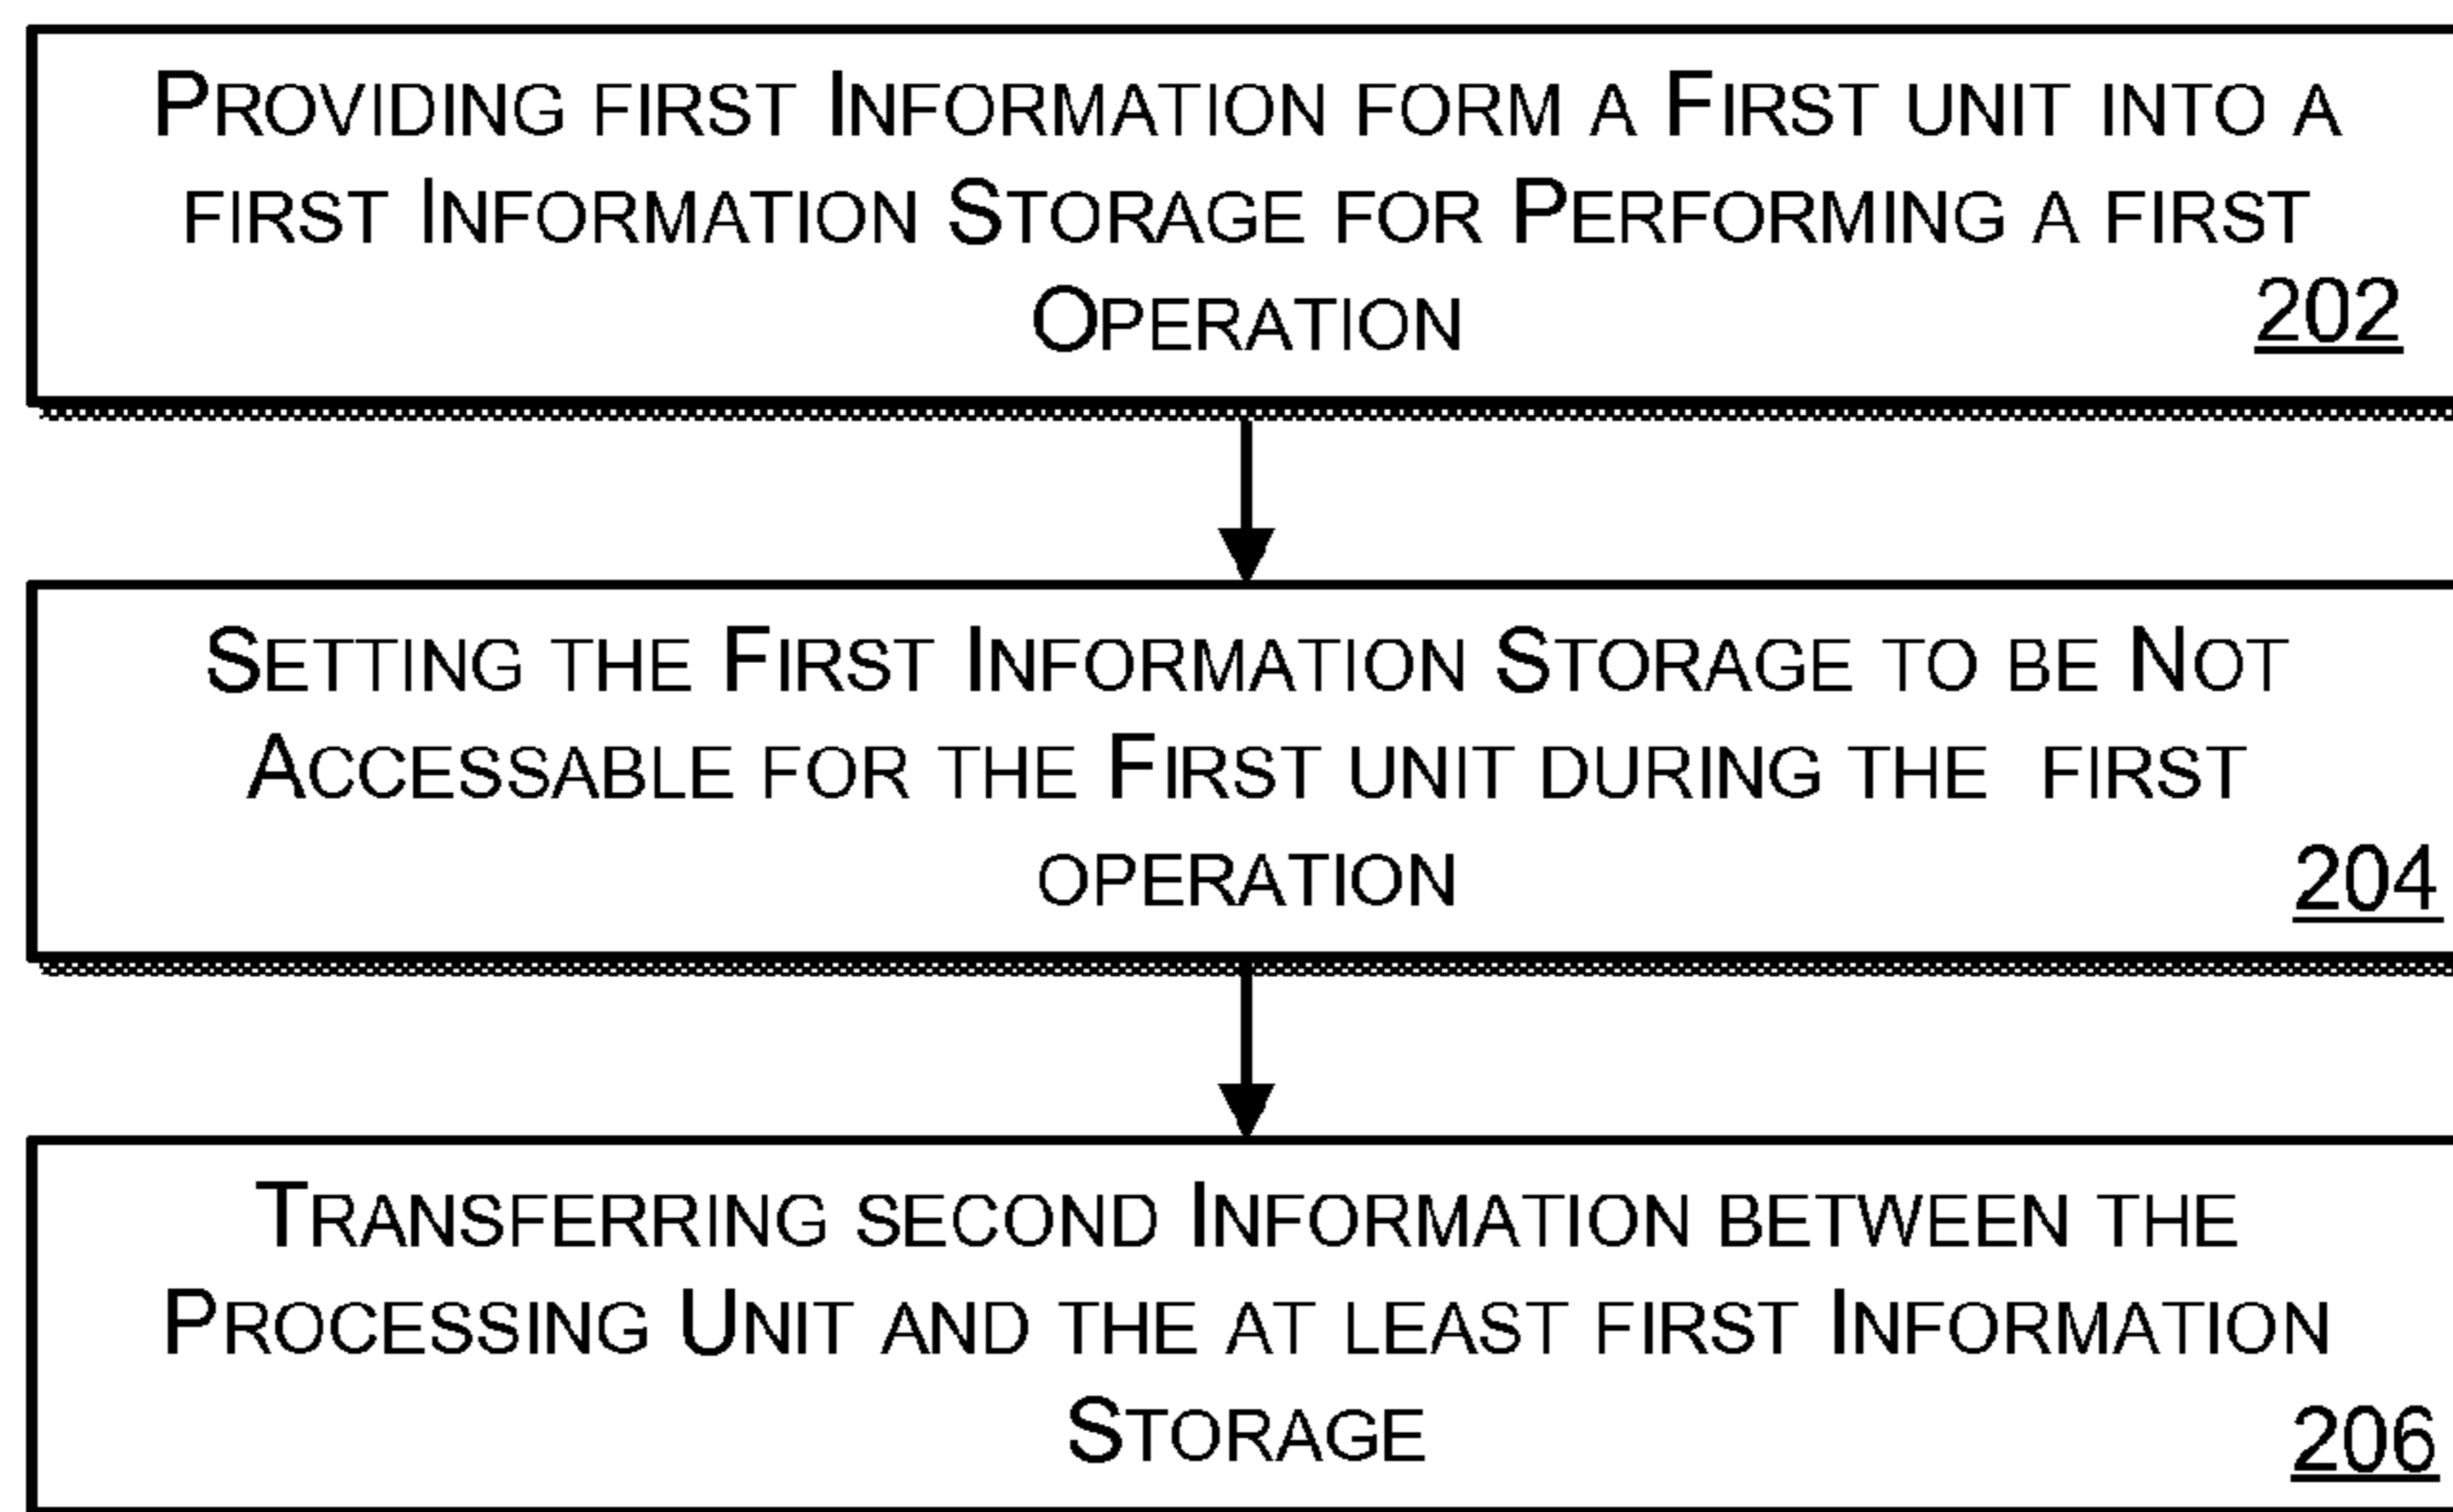 PROVIDING FIRST INFORMATION FORM A FIRST UNIT INTO A
FIRST INFORMATION STORAGE FOR PERFORMING A FIRST
OPERATION 202
SETTING THE FIRST INFORMATION STORAGE TO BE NOT
ACCESSABLE FOR THE FIRST UNIT DURING THE FIRST
OPERATION 204
TRANSFERRING SECOND INFORMATION BETWEEN THE
PROCESSING UNIT AND THE AT LEAST FIRST INFORMATION
STORAGE 206